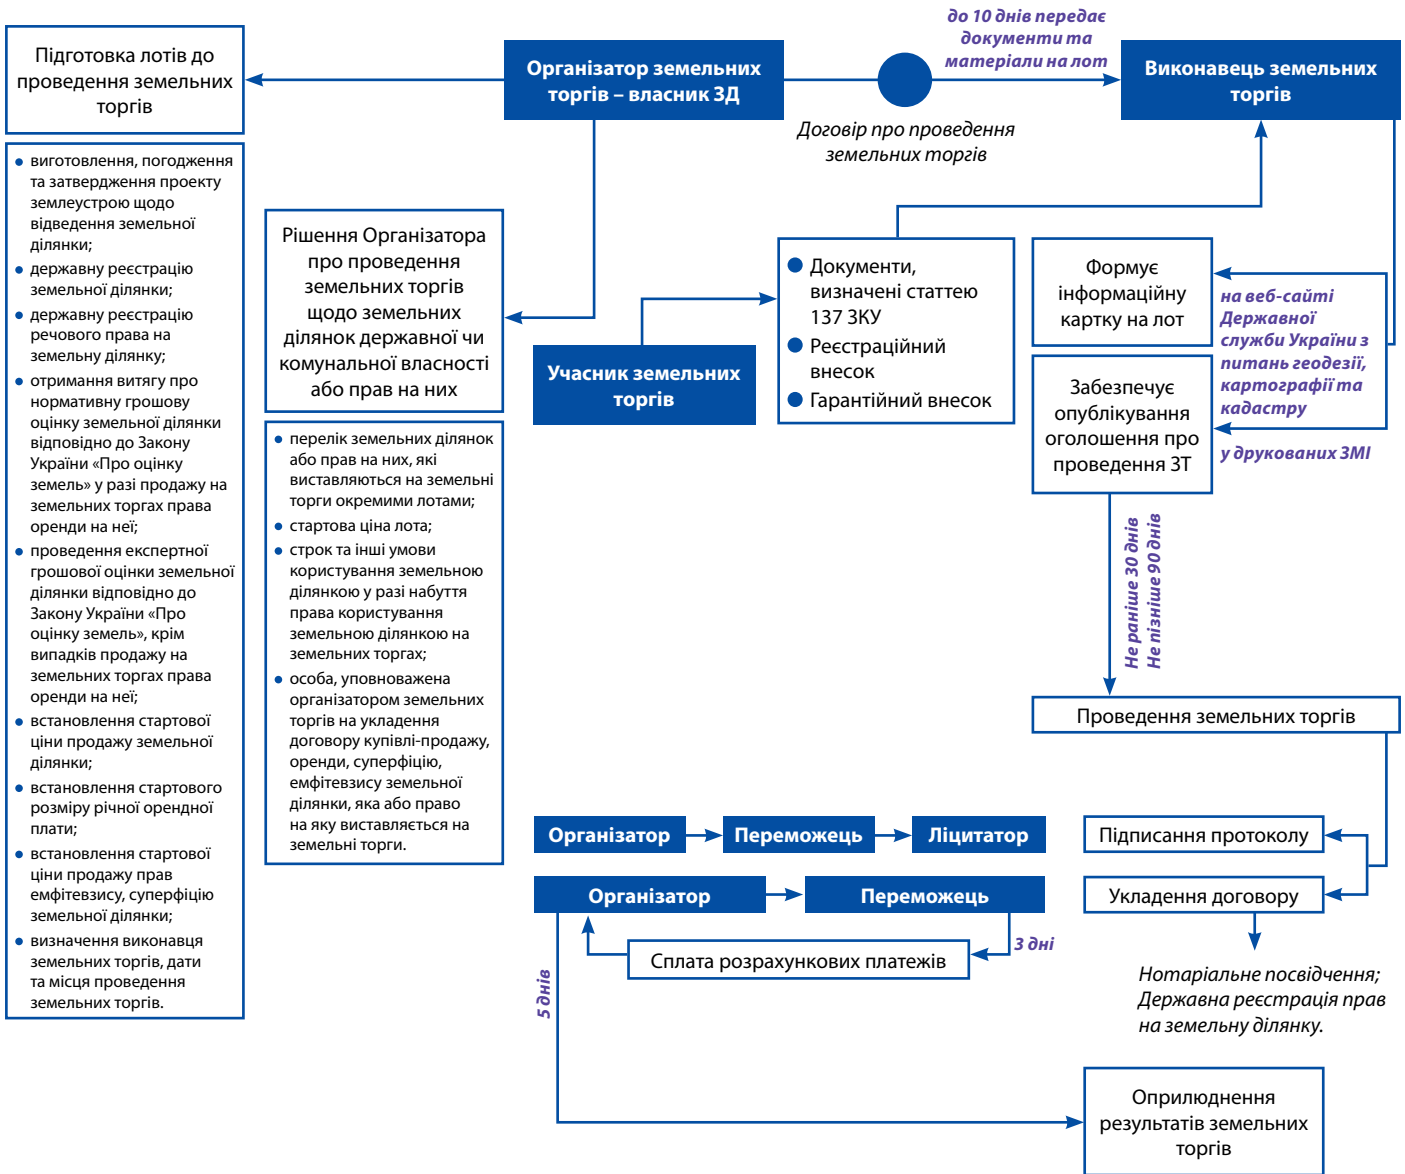 Підготовка лотів до
проведення земельних
торгів
Організатор земельних
торгів – власник ЗД
до 10 днів передає
документи та
матеріали на лот
Виконавець земельних
торгів
Договір про проведення
земельних торгів
● виготовлення, погодження
та затвердження проекту
землеустрою щодо
відведення земельної
ділянки;
● державну реєстрацію
земельної ділянки;
● державну реєстрацію
речового права на
земельну ділянку;
● отримання витягу про
нормативну грошову
оцінку земельної ділянки
відповідно до Закону
України «Про оцінку
земель» у разі продажу на
земельних торгах права
оренди на неї;
● проведення експертної
грошової оцінки земельної
ділянки відповідно до
Закону України «Про
оцінку земель», крім
випадків продажу на
земельних торгах права
оренди на неї;
● встановлення стартової
ціни продажу земельної
ділянки;
● встановлення стартового
розміру річної орендної
плати;
● встановлення стартової
ціни продажу прав
емфітевзису, суперфіцію
земельної ділянки;
● визначення виконавця
земельних торгів, дати
та місця проведення
земельних торгів.
Рішення Організатора
про проведення
земельних торгів
щодо земельних
ділянок державної чи
комунальної власності
або прав на них
● перелік земельних ділянок
або прав на них, які
виставляються на земельні
торги окремими лотами;
● стартова ціна лота;
● строк та інші умови
користування земельною
ділянкою у разі набуття
права користування
земельною ділянкою на
земельних торгах;
● особа, уповноважена
організатором земельних
торгів на укладення
договору купівлі-продажу,
оренди, суперфіцію,
емфітевзису земельної
ділянки, яка або право
на яку виставляється на
земельні торги.
Учасник земельних
торгів
● Документи,
визначені статтею
137 ЗКУ
● Реєстраційний
внесок
● Гарантійний внесок
Формує
інформаційну
картку на лот
на веб-сайті
Державної
служби України з
питань геодезії,
картографії та
кадастру
Забезпечує
опублікування
оголошення про
проведення ЗТ
у друкованих ЗМІ
Не раніше 30 днів
Не пізніше 90 днів
Проведення земельних торгів
Організатор
Переможець
Ліцитатор
Підписання протоколу
Організатор
Переможець
Укладення договору
Сплата розрахункових платежів
3 дні
5 днів
Нотаріальне посвідчення;
Державна реєстрація прав
на земельну ділянку.
Оприлюднення
результатів земельних
торгів